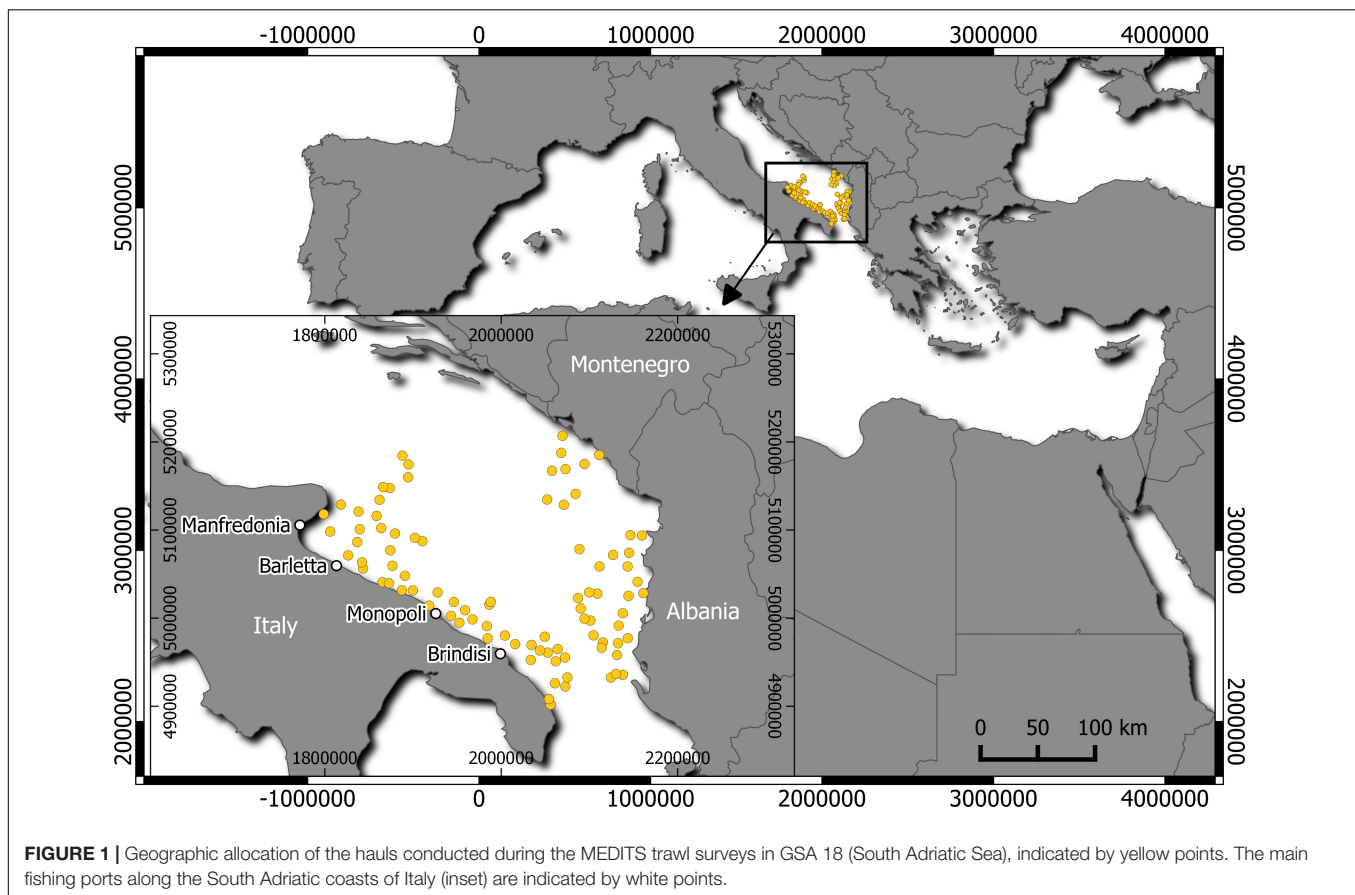 -1000000 0 1000000 2000000 3000000 4000000
5000000
4000000
3000000
2000000
5000000
4000000
3000000
2000000
1800000 2000000 2200000
5300000
5200000
5100000
5000000
4900000
5300000
5200000
5100000
5000000
4900000
Montenegro
Manfredonia
Barletta
Monopoli
Brindisi
Italy
Albania
1800000 2000000 2200000
0 50 100 km
-1000000 0 1000000 2000000 3000000 4000000
FIGURE 1 | Geographic allocation of the hauls conducted during the MEDITS trawl surveys in GSA 18 (South Adriatic Sea), indicated by yellow points. The main
fishing ports along the South Adriatic coasts of Italy (inset) are indicated by white points.